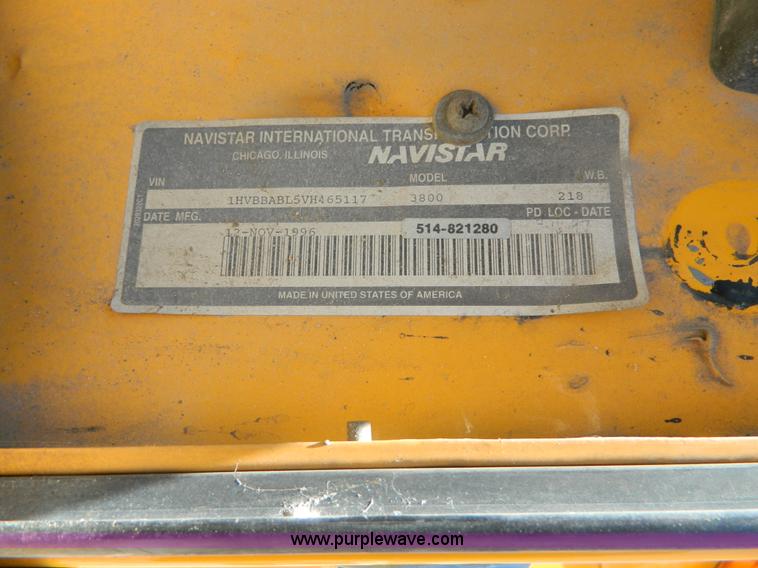 NAVISTAR INTERNATIONAL TION CORP.
CHICAGO, ILLINOIS NAVISTAR
VIN MODEL W.B.
1HVBBABL5VH465117 3800 218
DATE MFG. PD LOC - DATE
12-NOV-1996 514-821280
MADE IN UNITED STATES OF AMERICA
www.purplewave.com